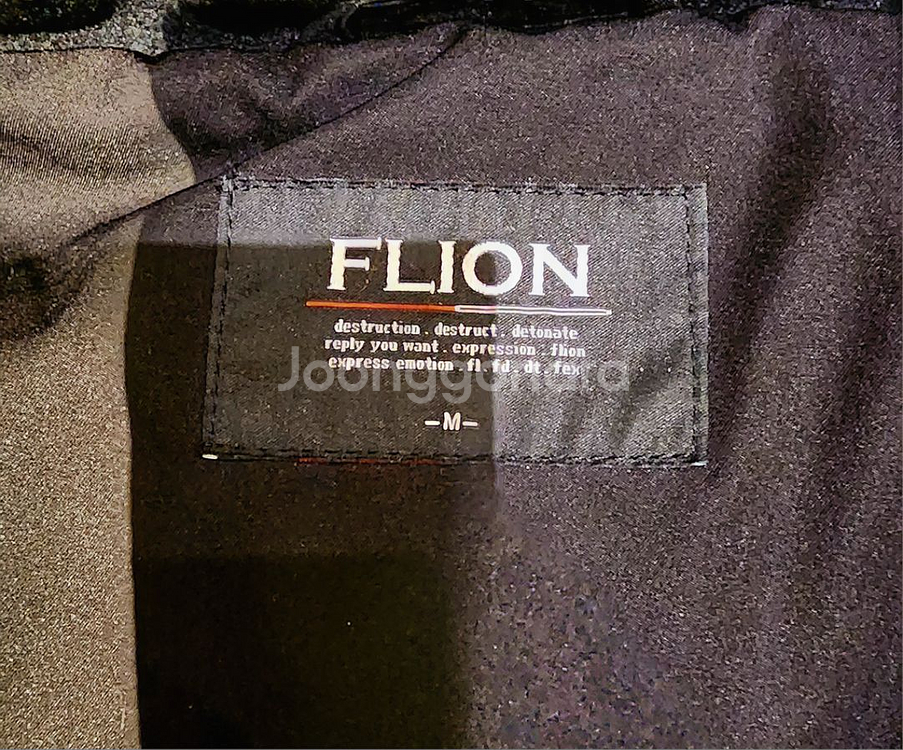 FLION
destruction . destruct . detonate
reply you want . expression . flion
express emotion . fl . fd . dt . fex
Joonggonara
–M–